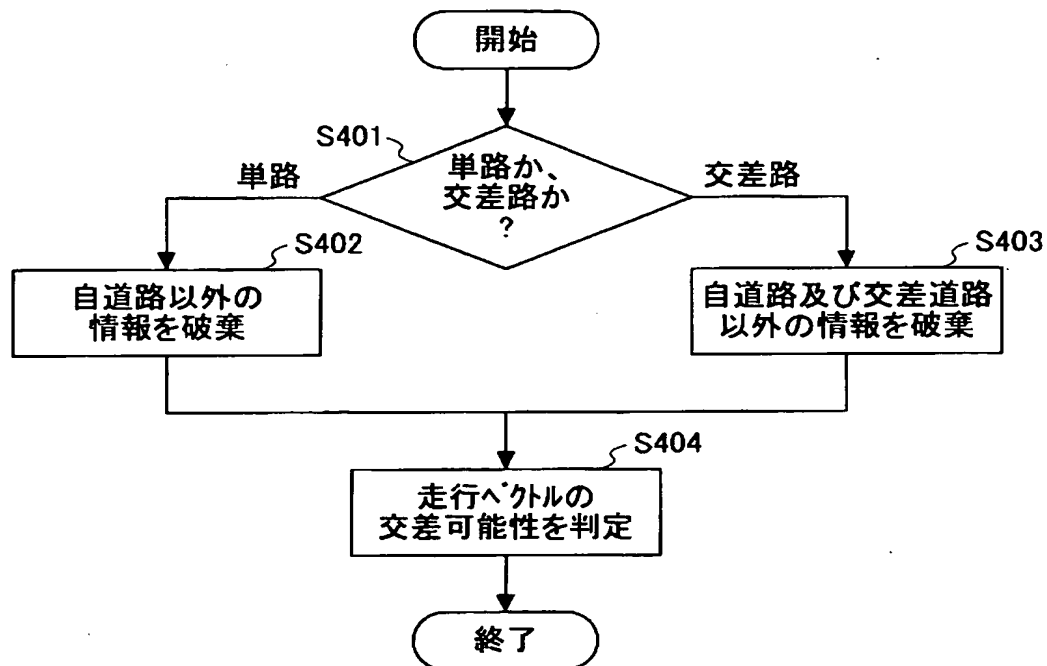 開始
S401
単路か、
交差路か
?
単路
交差路
S402
自道路以外の
情報を破棄
S403
自道路及び交差道路
以外の情報を破棄
S404
走行ベクトルの
交差可能性を判定
終了